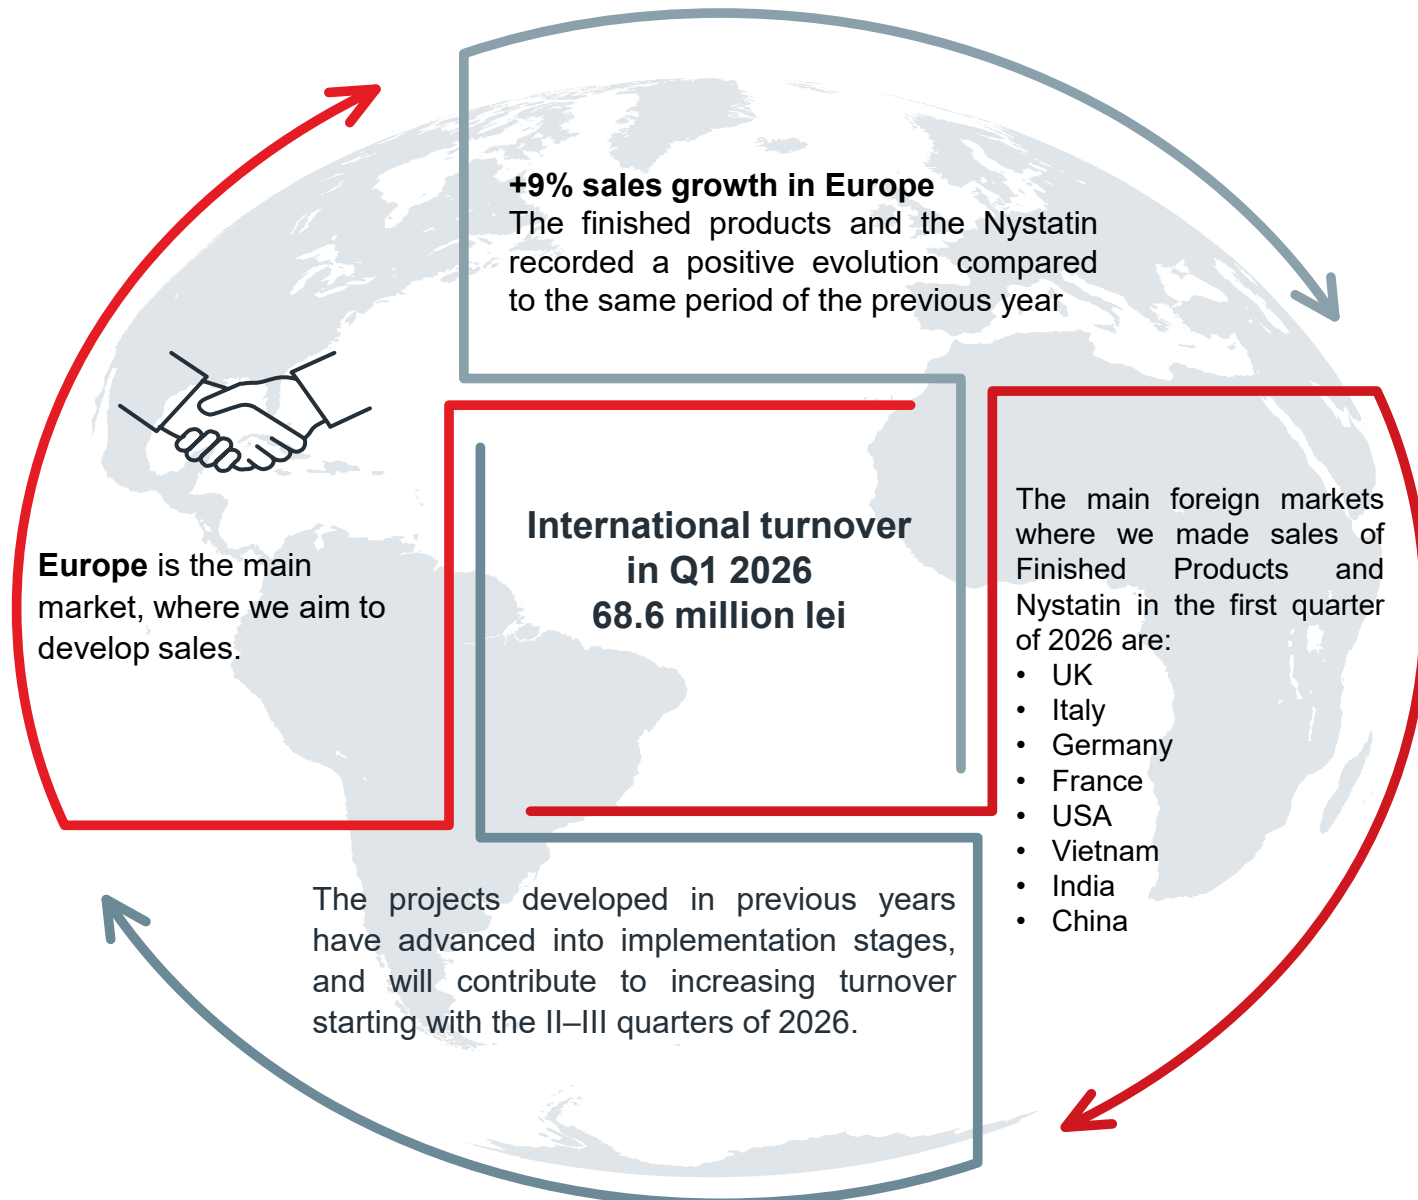 +9% sales growth in Europe
The finished products and the Nystatin
recorded a positive evolution compared
to the same period of the previous year
Europe is the main
market, where we aim to
develop sales.
International turnover
in Q1 2026
68.6 million lei
The main foreign markets
where we made sales of
Finished Products and
Nystatin in the first quarter
of 2026 are:
• UK
• Italy
• Germany
• France
• USA
• Vietnam
• India
• China
The projects developed in previous years
have advanced into implementation stages,
and will contribute to increasing turnover
starting with the II–III quarters of 2026.